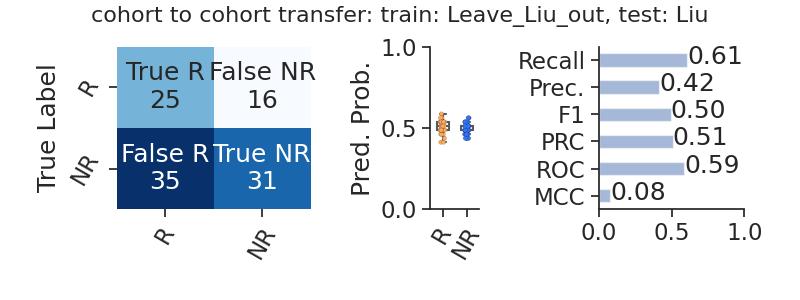 cohort to cohort transfer: train: Leave_Liu_out, test: Liu
True Label
R
NR
True R
25
False NR
16
False R
35
True NR
31
R
NR
Pred. Prob.
1.0
0.5
0.0
R
NR
Recall
Prec.
F1
PRC
ROC
MCC
0.61
0.42
0.50
0.51
0.59
0.08
0.0
0.5
1.0